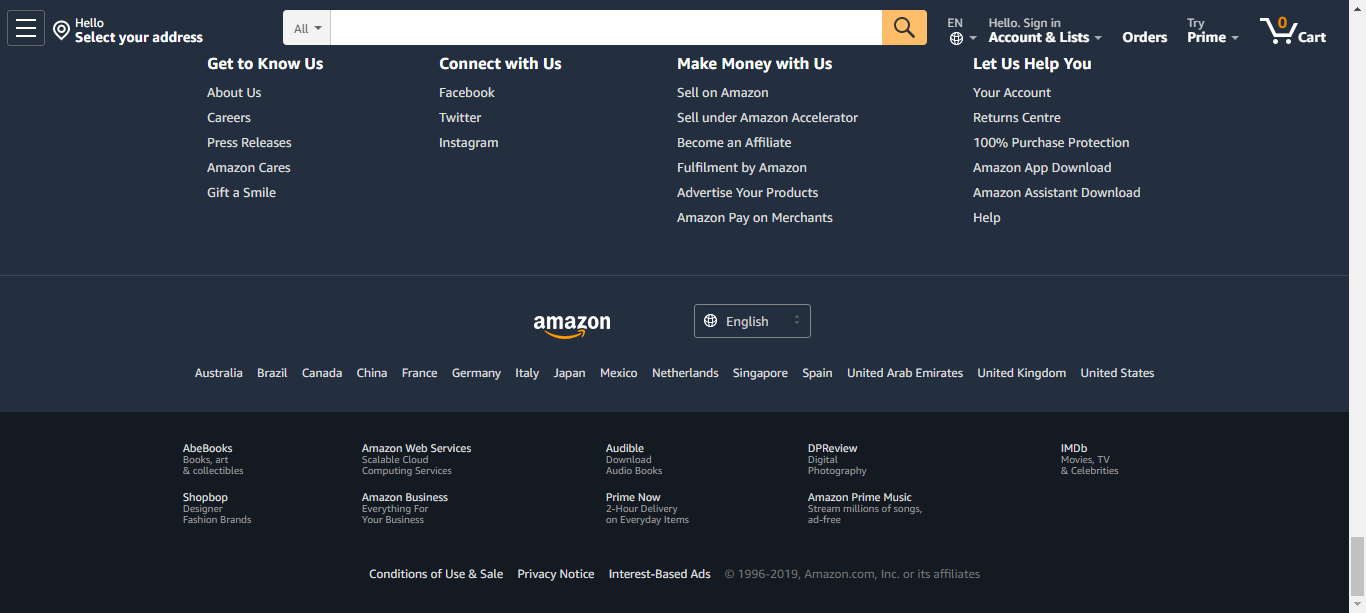 Hello
Select your address
All
EN
Hello. Sign in
Account & Lists
Orders
Try
Prime
0
Cart
Get to Know Us
About Us
Careers
Press Releases
Amazon Cares
Gift a Smile
Connect with Us
Facebook
Twitter
Instagram
Make Money with Us
Sell on Amazon
Sell under Amazon Accelerator
Become an Affiliate
Fulfilment by Amazon
Advertise Your Products
Amazon Pay on Merchants
Let Us Help You
Your Account
Returns Centre
100% Purchase Protection
Amazon App Download
Amazon Assistant Download
Help
amazon
English
Australia Brazil Canada China France Germany Italy Japan Mexico Netherlands Singapore Spain United Arab Emirates United Kingdom United States
AbeBooks
Books, art
& collectibles
Amazon Web Services
Scalable Cloud
Computing Services
Audible
Download
Audio Books
DPReview
Digital
Photography
IMDb
Movies, TV
& Celebrities
Shopbop
Designer
Fashion Brands
Amazon Business
Everything For
Your Business
Prime Now
2-Hour Delivery
on Everyday Items
Amazon Prime Music
Stream millions of songs,
ad-free
Conditions of Use & Sale Privacy Notice Interest-Based Ads © 1996-2019, Amazon.com, Inc. or its affiliates